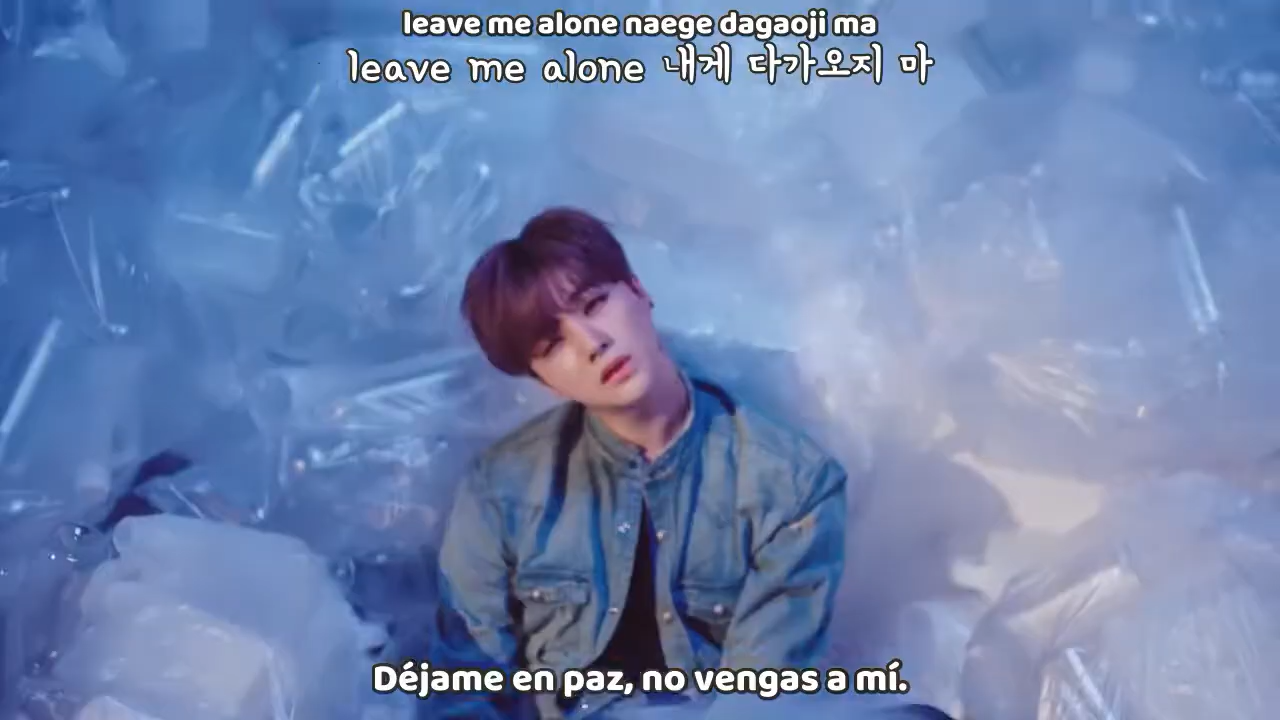 leave me alone naege dagaoji ma
leave me alone 내게 다가오지 마
Déjame en paz, no vengas a mí.